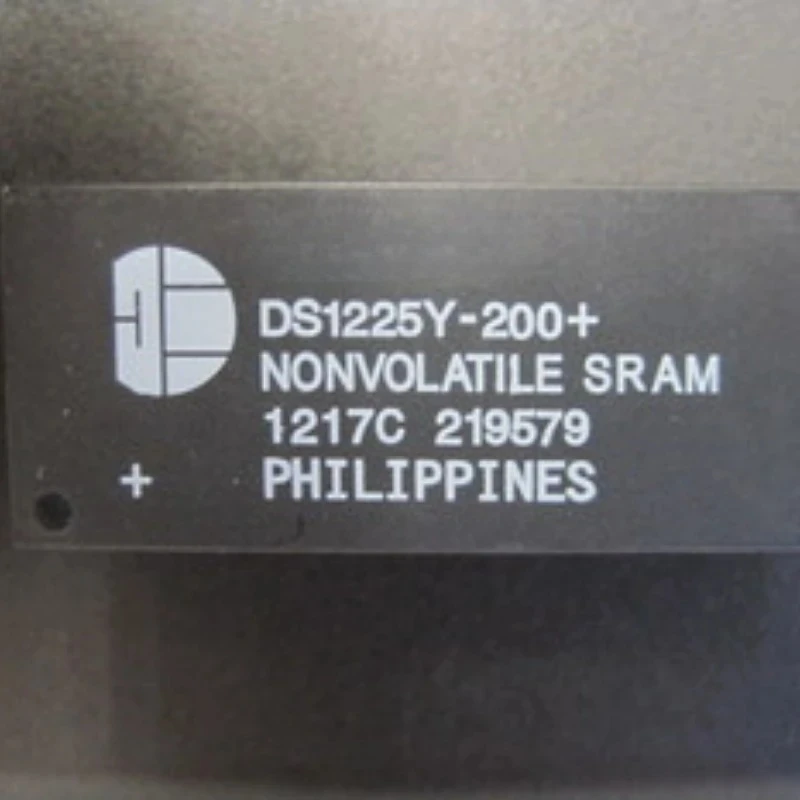 DS1225Y-200+
NONVOLATILE SRAM
1217C 219579
+ PHILIPPINES